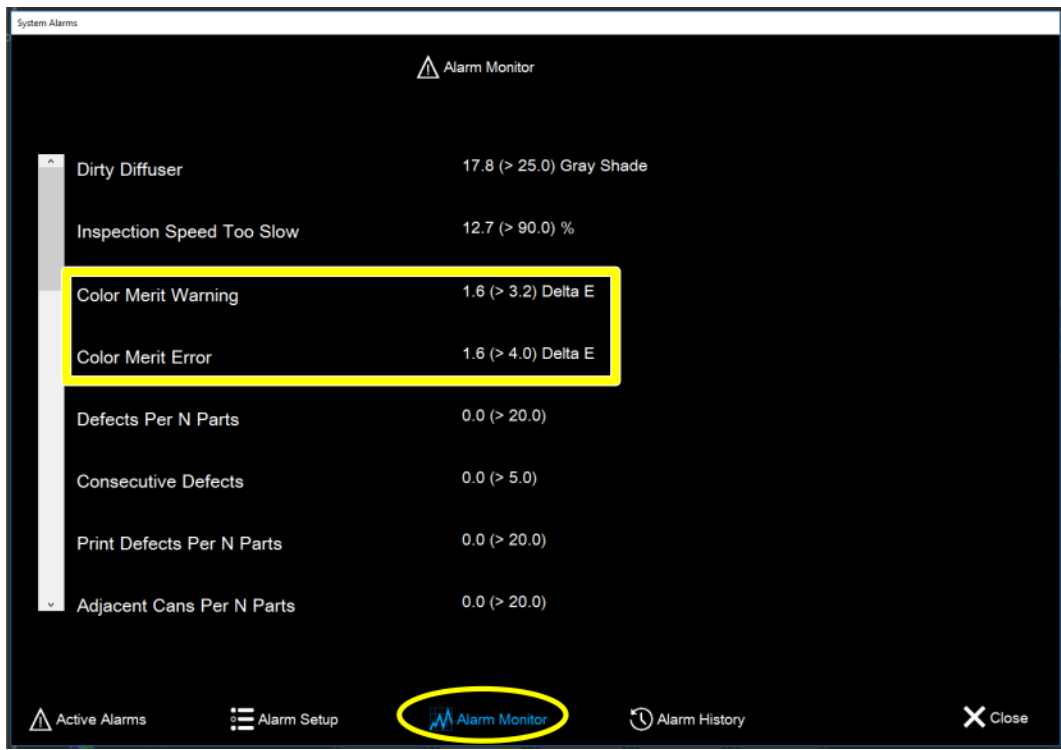 System Alarms
Alarm Monitor
Dirty Diffuser 17.8 (> 25.0) Gray Shade
Inspection Speed Too Slow 12.7 (> 90.0) %
Color Merit Warning 1.6 (> 3.2) Delta E
Color Merit Error 1.6 (> 4.0) Delta E
Defects Per N Parts 0.0 (> 20.0)
Consecutive Defects 0.0 (> 5.0)
Print Defects Per N Parts 0.0 (> 20.0)
Adjacent Cans Per N Parts 0.0 (> 20.0)
Active Alarms Alarm Setup Alarm Monitor Alarm History Close